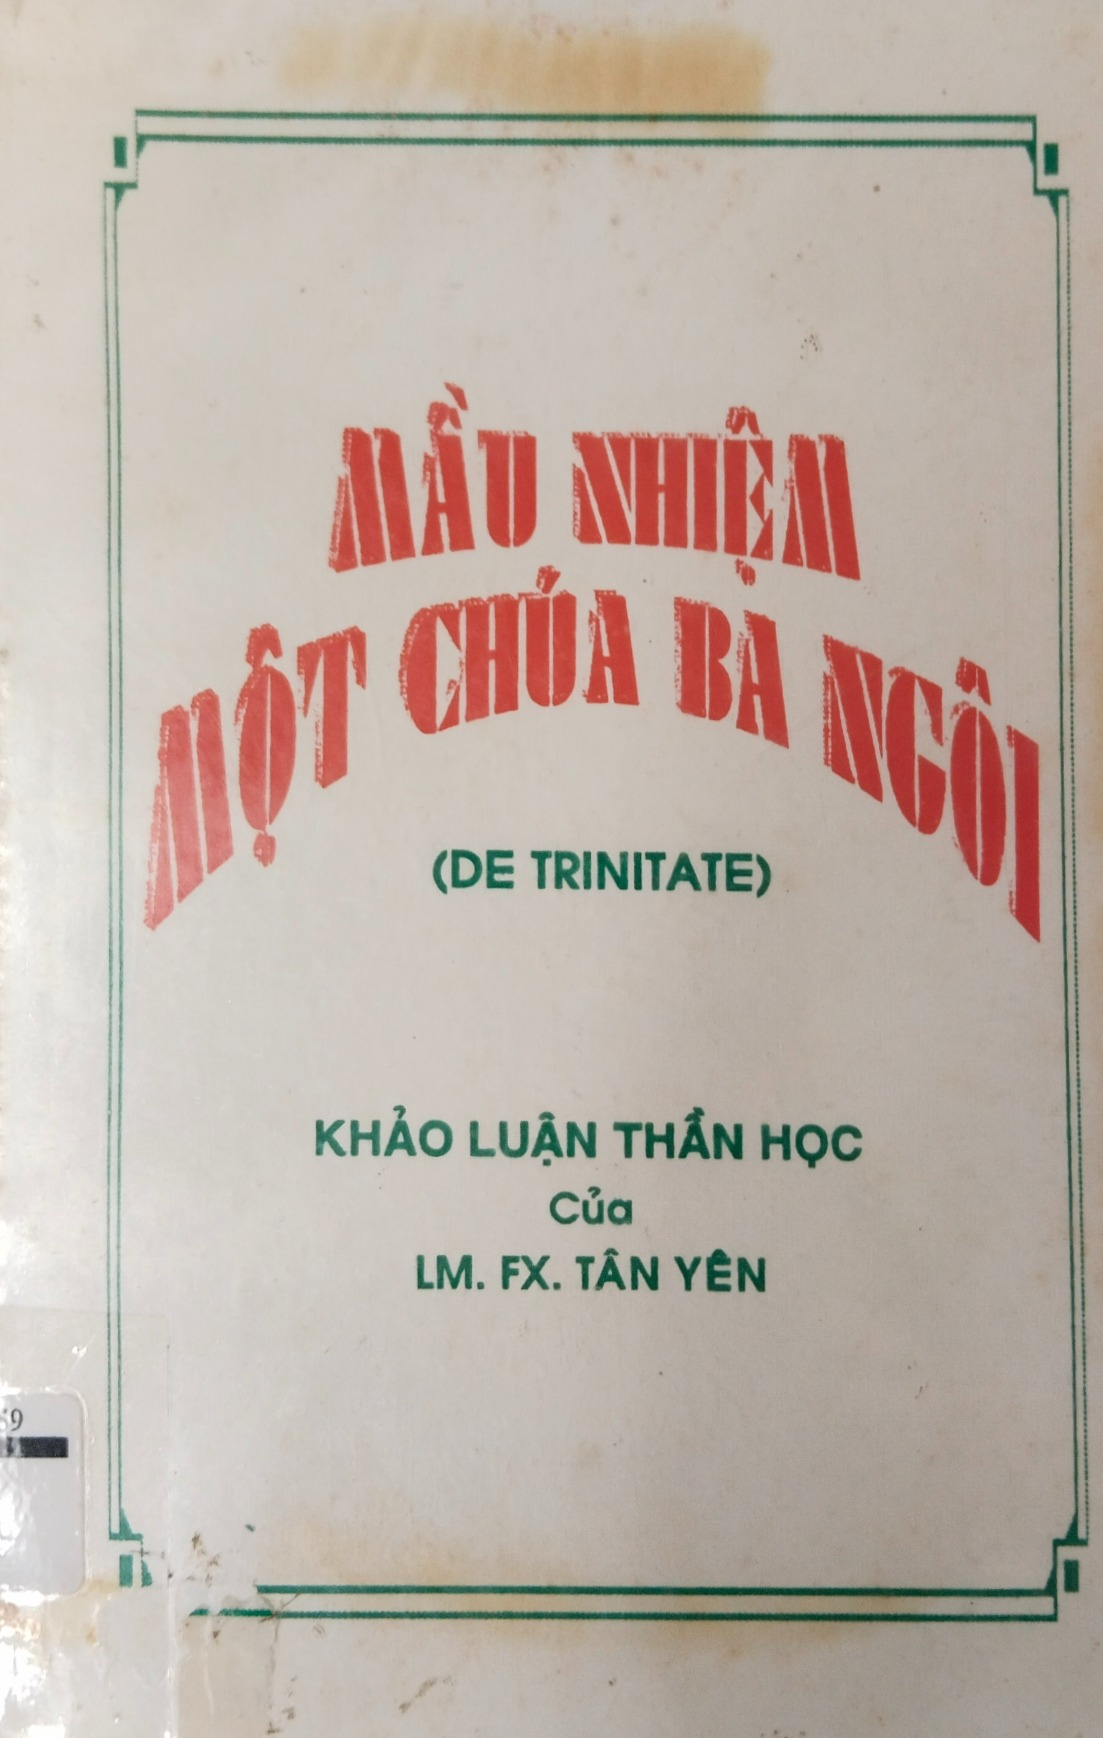 MẦU NHIỆM
MỘT CHÚA BA NGÔI
(DE TRINITATE)
KHẢO LUẬN THẦN HỌC
Của
LM. FX. TÂN YÊN